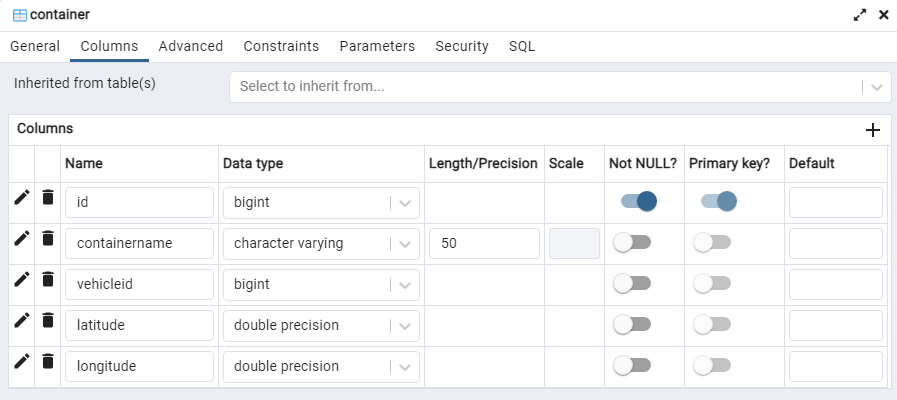 container
General Columns Advanced Constraints Parameters Security SQL
Inherited from table(s) Select to inherit from...
Columns
Name Data type Length/Precision Scale Not NULL? Primary key? Default
id bigint
containername character varying 50
vehicleid bigint
latitude double precision
longitude double precision